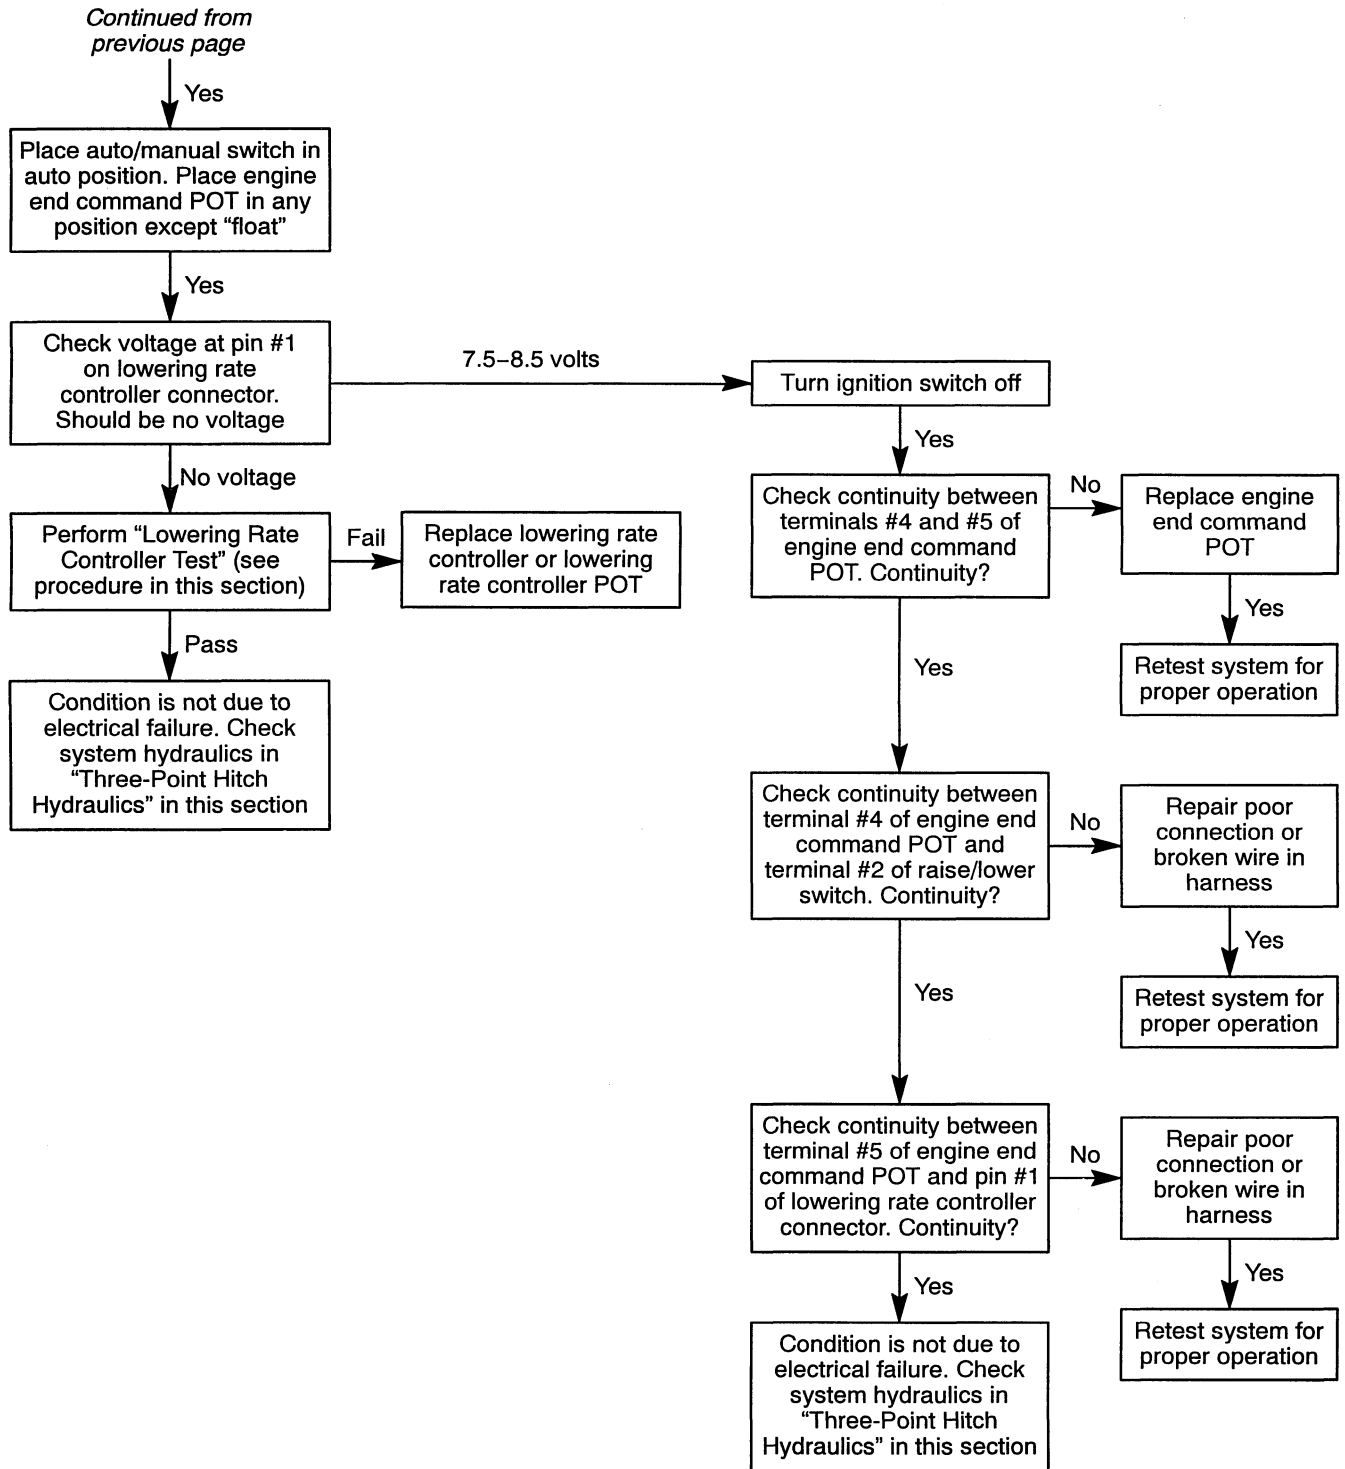 Continued from
previous page
Yes
Place auto/manual switch in
auto position. Place engine
end command POT in any
position except “float”
Yes
Check voltage at pin #1
on lowering rate
controller connector.
Should be no voltage
7.5–8.5 volts
No voltage
Perform “Lowering Rate
Controller Test” (see
procedure in this section)
Fail
Replace lowering rate
controller or lowering
rate controller POT
Pass
Condition is not due to
electrical failure. Check
system hydraulics in
“Three-Point Hitch
Hydraulics” in this section
Turn ignition switch off
Yes
Check continuity between
terminals #4 and #5 of
engine end command
POT. Continuity?
No
Replace engine
end command
POT
Yes
Retest system for
proper operation
Yes
Check continuity between
terminal #4 of engine end
command POT and
terminal #2 of raise/lower
switch. Continuity?
No
Repair poor
connection or
broken wire in
harness
Yes
Retest system for
proper operation
Yes
Check continuity between
terminal #5 of engine end
command POT and pin #1
of lowering rate controller
connector. Continuity?
No
Repair poor
connection or
broken wire in
harness
Yes
Retest system for
proper operation
Yes
Condition is not due to
electrical failure. Check
system hydraulics in
“Three-Point Hitch
Hydraulics” in this section